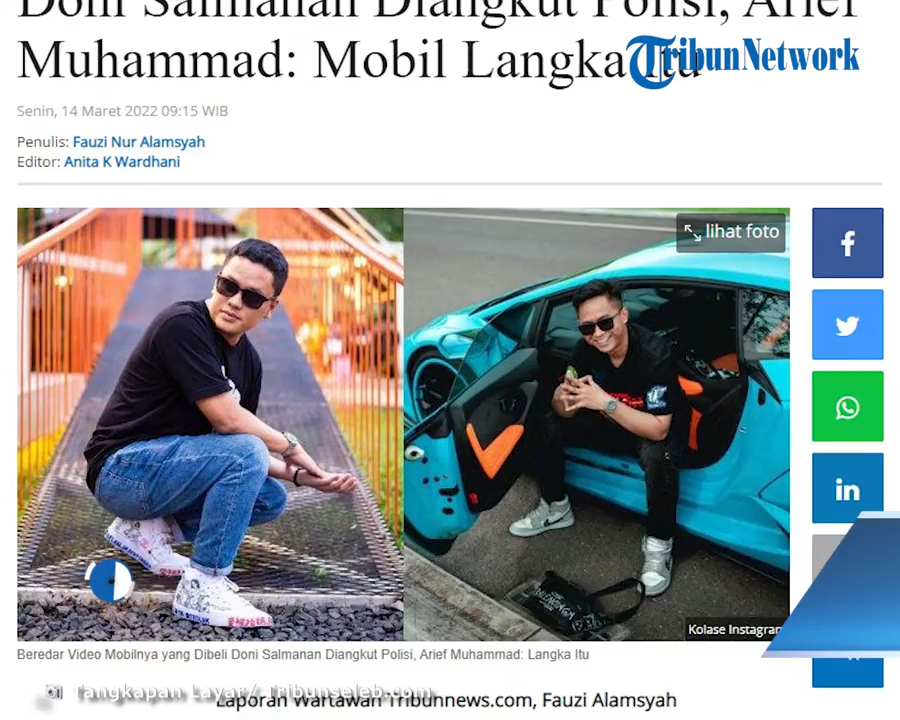 Doni Salmanan Diangkut Polisi, Arief
Muhammad: Mobil Langka Itu
TribunNetwork
Senin, 14 Maret 2022 09:15 WIB
Penulis: Fauzi Nur Alamsyah
Editor: Anita K Wardhani
lihat foto
Kolase Instagram
Beredar Video Mobilnya yang Dibeli Doni Salmanan Diangkut Polisi, Arief Muhammad: Langka Itu
Tangkapan Layar/ Tribunseleb.com
Laporan Wartawan Tribunnews.com, Fauzi Alamsyah